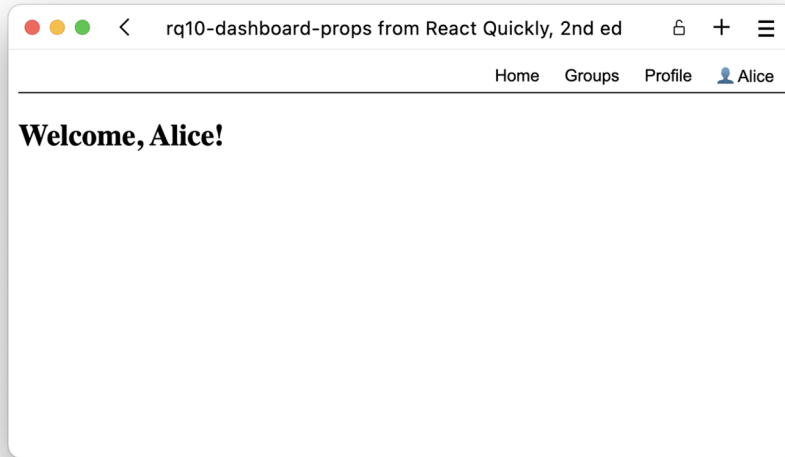 rq10-dashboard-props from React Quickly, 2nd ed
Home Groups Profile Alice
Welcome, Alice!